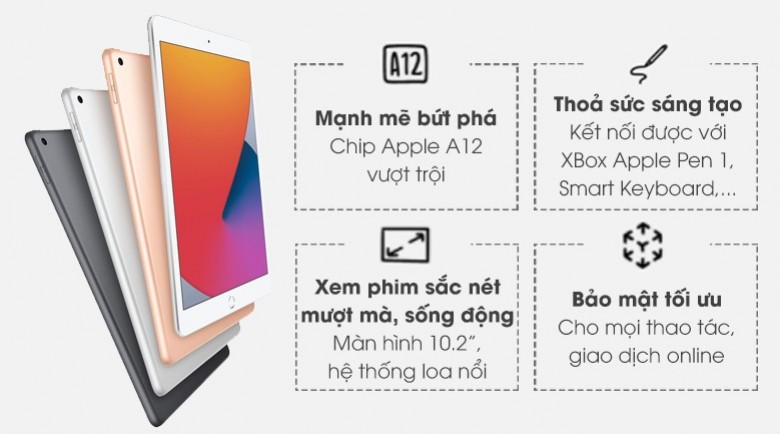 A12
Mạnh mẽ bứt phá
Chip Apple A12
vượt trội
Thoả sức sáng tạo
Kết nối được với
XBox Apple Pen 1,
Smart Keyboard,...
Xem phim sắc nét
mượt mà, sống động
Màn hình 10.2”,
hệ thống loa nổi
Bảo mật tối ưu
Cho mọi thao tác,
giao dịch online